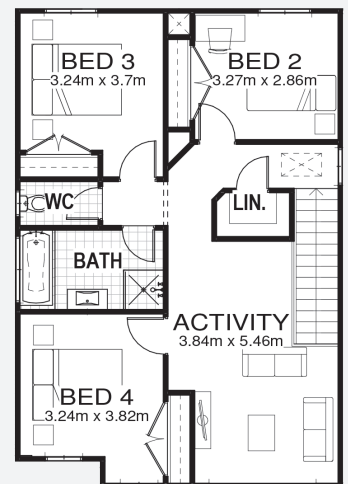 BED 3
3.24m x 3.7m
BED 2
3.27m x 2.86m
WC
LIN.
BATH
ACTIVITY
3.84m x 5.46m
BED 4
3.24m x 3.82m